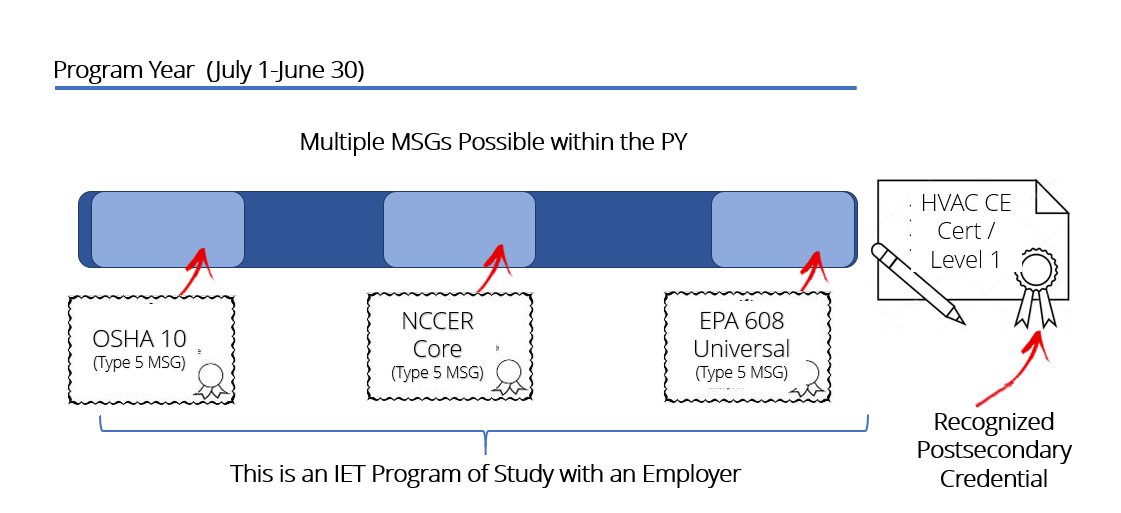 Program Year  (July 1-June 30)
Multiple MSGs Possible within the PY
HVAC CE
Cert /
Level 1
OSHA 10
(Type 5 MSG)
NCCER
Core
(Type 5 MSG)
EPA 608
Universal
(Type 5 MSG)
This is an IET Program of Study with an Employer
Recognized
Postsecondary
Credential